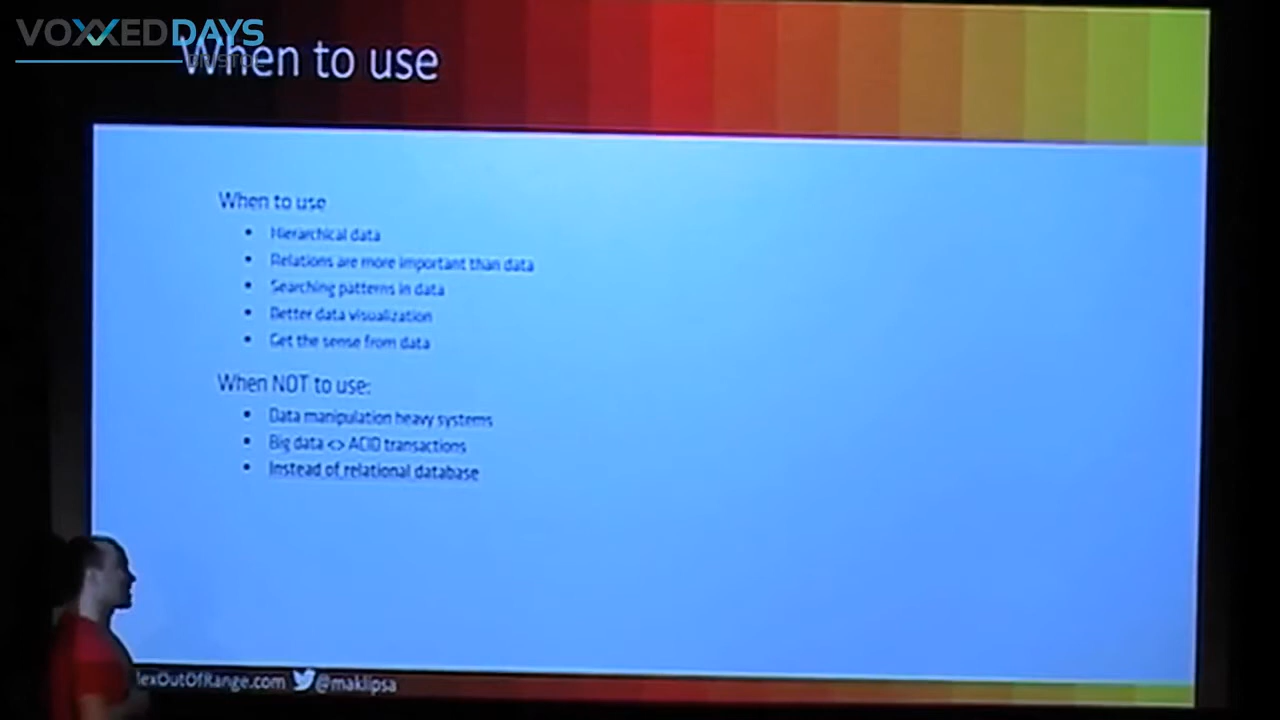 VOXXEDDAYS
BRISTOL
When to use
When to use
• Hierarchical data
• Relations are more important than data
• Searching patterns in data
• Better data visualization
• Get the sense from data
When NOT to use:
• Data manipulation heavy systems
• Big data <> ACID transactions
• Instead of relational database
lexOutOfRange.com @maklipsa